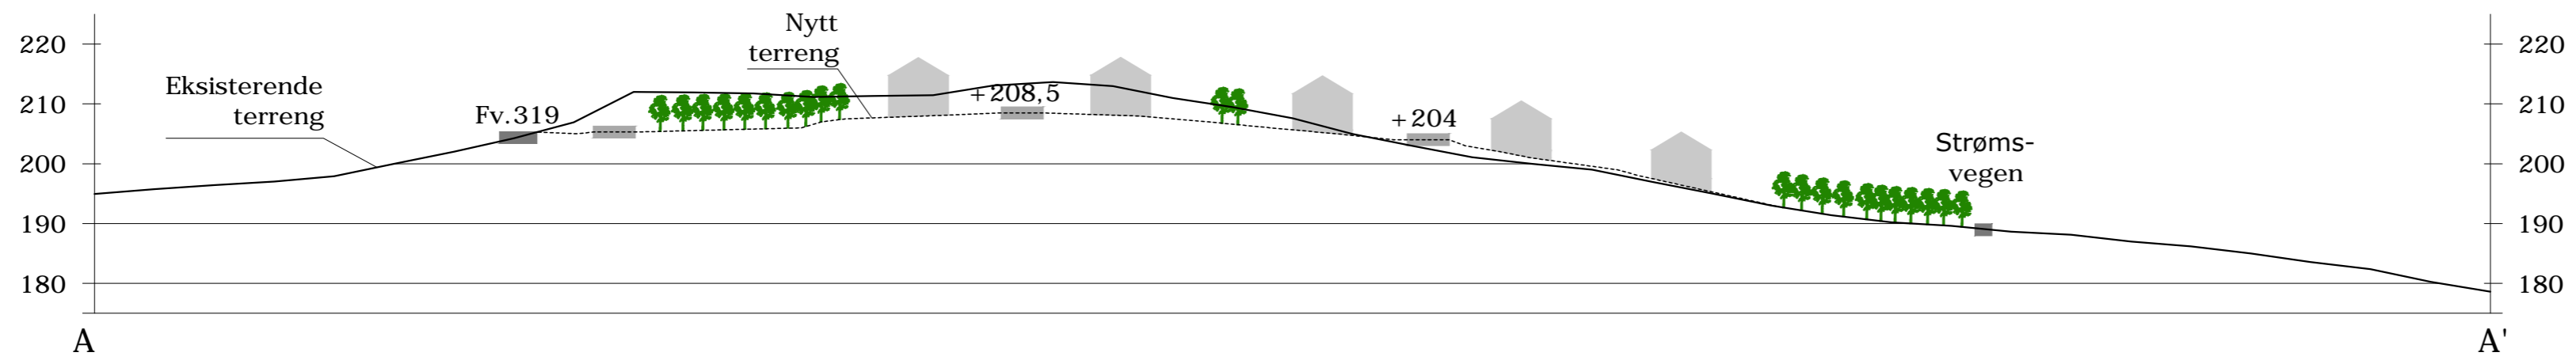 Nytt
terreng
220
220
Eksisterende
terreng
210
Fv.319
+208,5
+204
210
200
Strøms-
vegen
200
190
190
180
180
A
A'